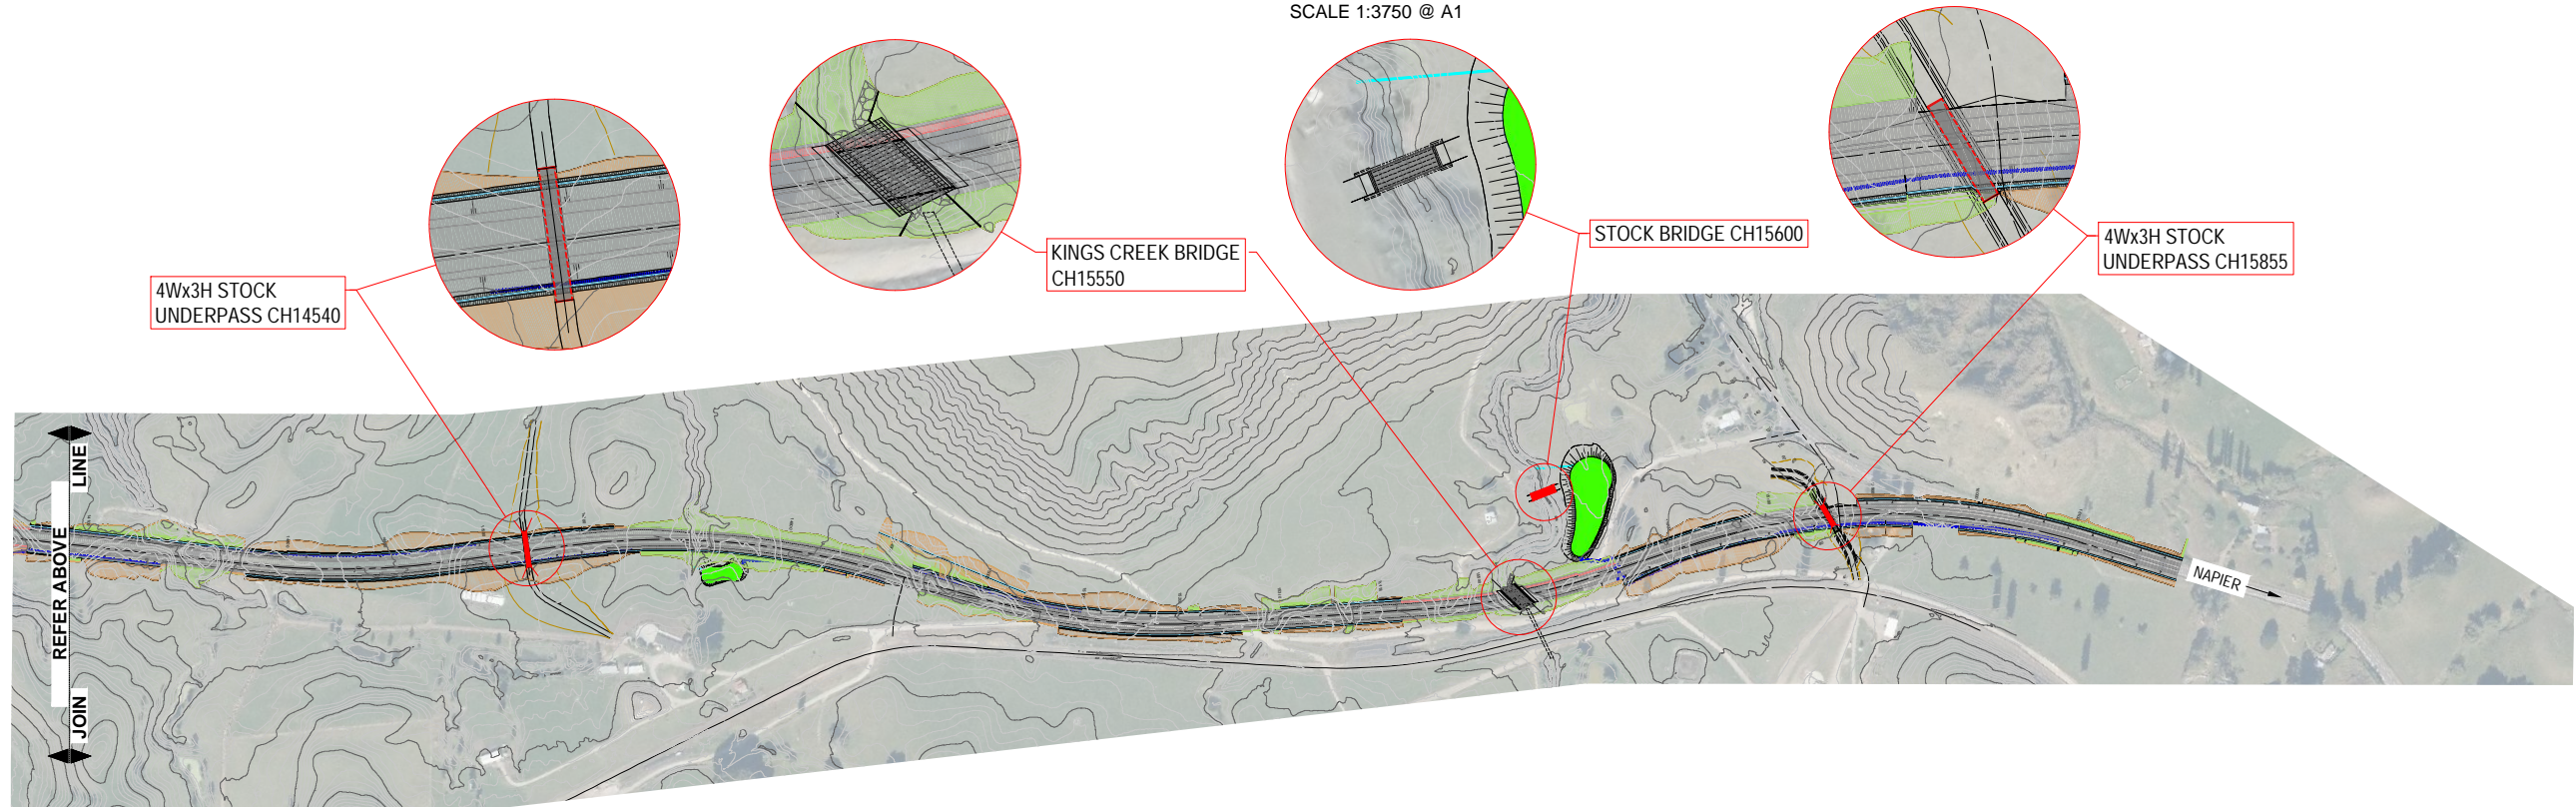 SCALE 1:3750 @ A1
4Wx3H STOCK
UNDERPASS CH14540
KINGS CREEK BRIDGE
CH15550
STOCK BRIDGE CH15600
4Wx3H STOCK
UNDERPASS CH15855
JOIN LINE
REFER ABOVE
NAPIER